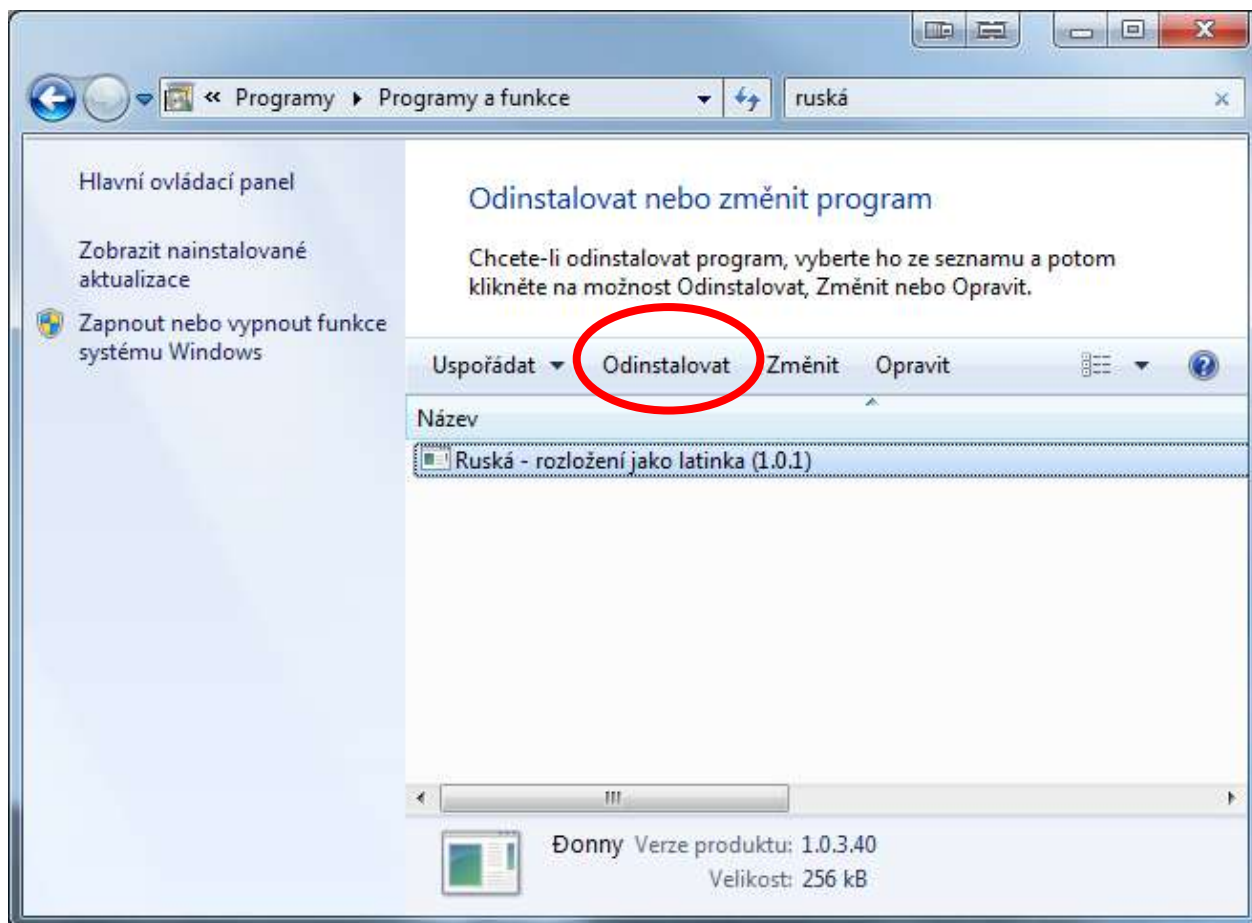 « Programy ▸ Programy a funkce
ruská
Hlavní ovládací panel
Zobrazit nainstalované
aktualizace
Zapnout nebo vypnout funkce
systému Windows
Odinstalovat nebo změnit program
Chcete-li odinstalovat program, vyberte ho ze seznamu a potom
klikněte na možnost Odinstalovat, Změnit nebo Opravit.
Uspořádat Odinstalovat Změnit Opravit
Název
Ruská - rozložení jako latinka (1.0.1)
Đonny Verze produktu: 1.0.3.40
Velikost: 256 kB